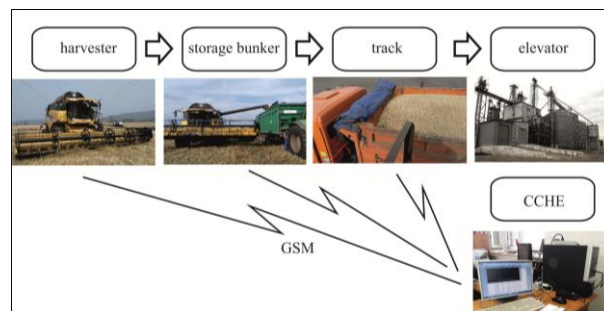 harvester
storage bunker
track
elevator
CCHE
GSM